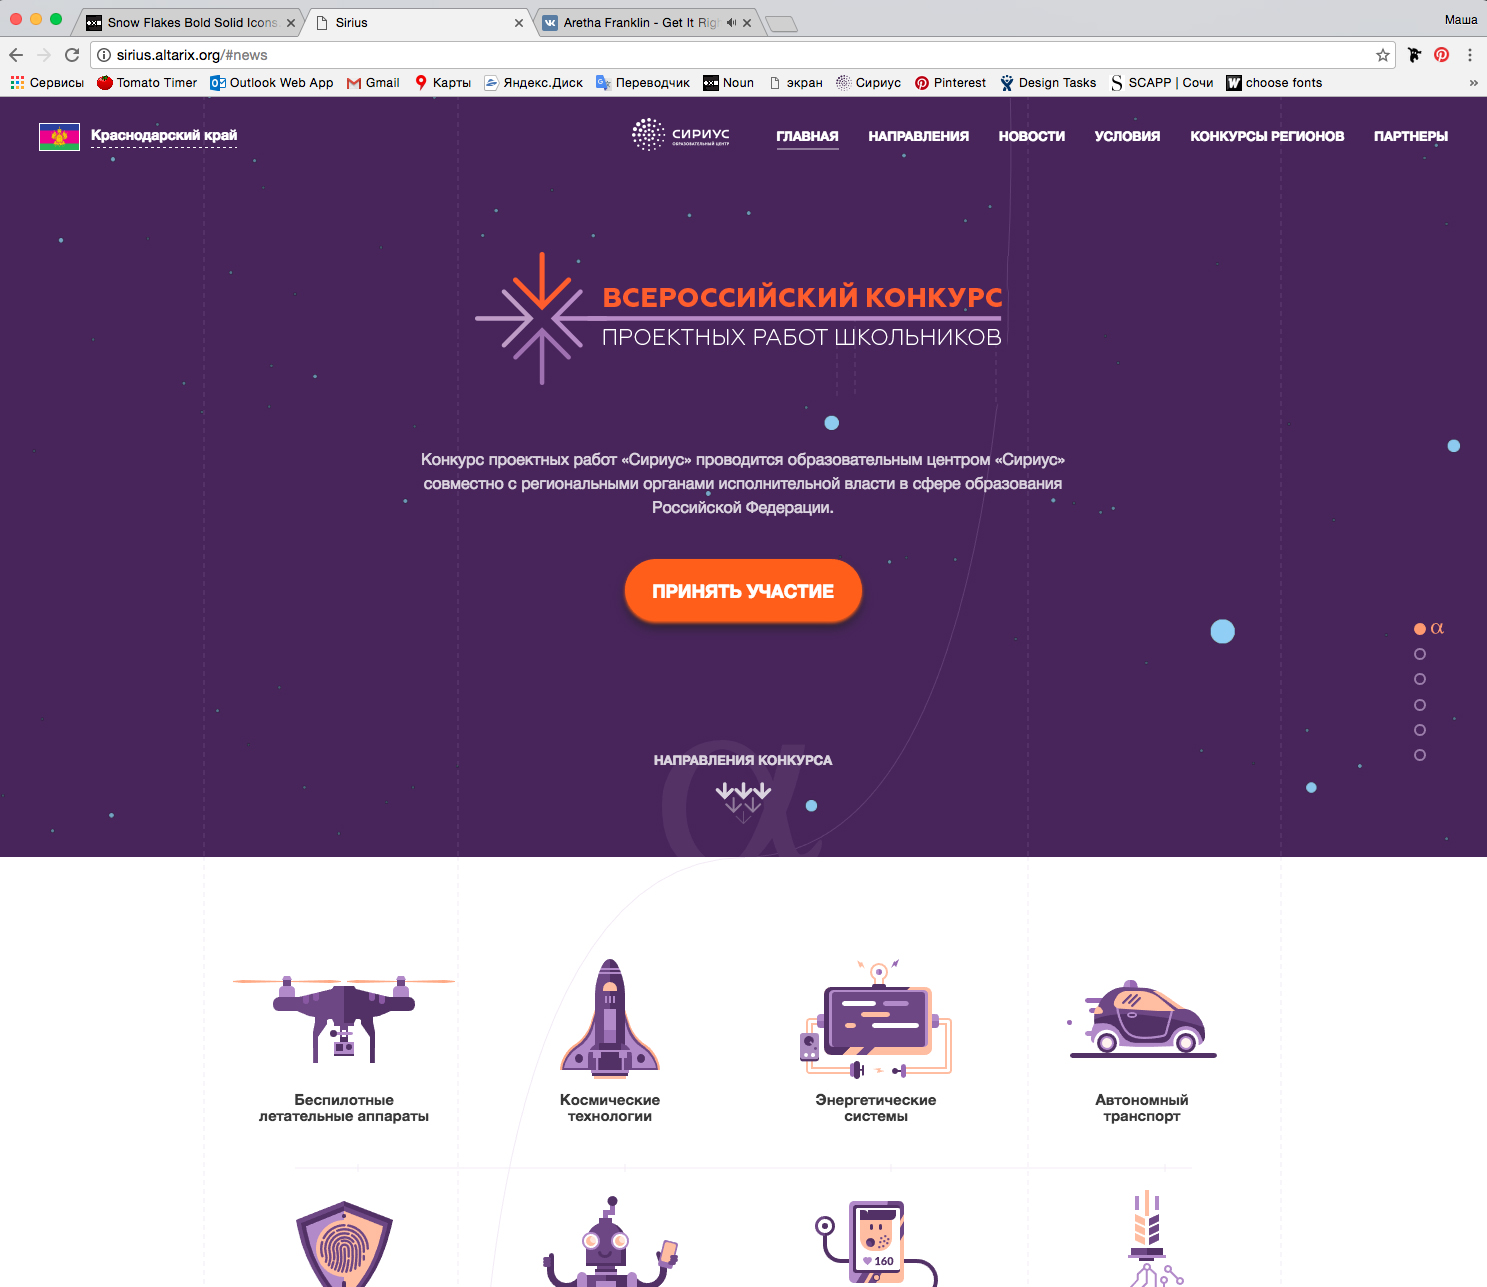 Snow Flakes Bold Solid Icons
Sirius
Aretha Franklin - Get It Righ
Маша
sirius.altarix.org/#news
Сервисы
Tomato Timer
Outlook Web App
Gmail
Карты
Яндекс.Диск
Переводчик
Noun
экран
Сириус
Pinterest
Design Tasks
SCAPP | Сочи
choose fonts
»
Краснодарский край
СИРИУС
ОБРАЗОВАТЕЛЬНЫЙ ЦЕНТР
ГЛАВНАЯ
НАПРАВЛЕНИЯ
НОВОСТИ
УСЛОВИЯ
КОНКУРСЫ РЕГИОНОВ
ПАРТНЕРЫ
ВСЕРОССИЙСКИЙ КОНКУРС
ПРОЕКТНЫХ РАБОТ ШКОЛЬНИКОВ
Конкурс проектных работ «Сириус» проводится образовательным центром «Сириус»
совместно с региональными органами исполнительной власти в сфере образования
Российской Федерации.
ПРИНЯТЬ УЧАСТИЕ
α
НАПРАВЛЕНИЯ КОНКУРСА
α
Беспилотные
летательные аппараты
Космические
технологии
Энергетические
системы
Автономный
транспорт
160